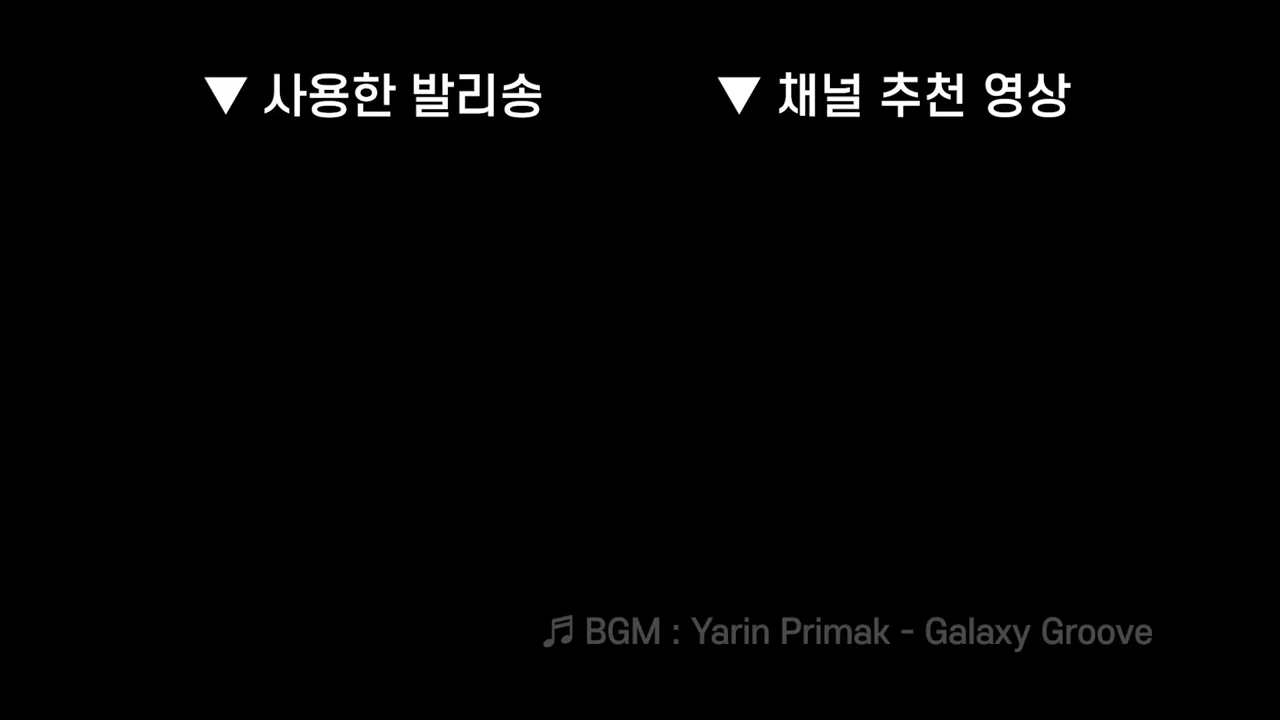 ▼ 사용한 발리송
▼ 채널 추천 영상
♬ BGM : Yarin Primak - Galaxy Groove